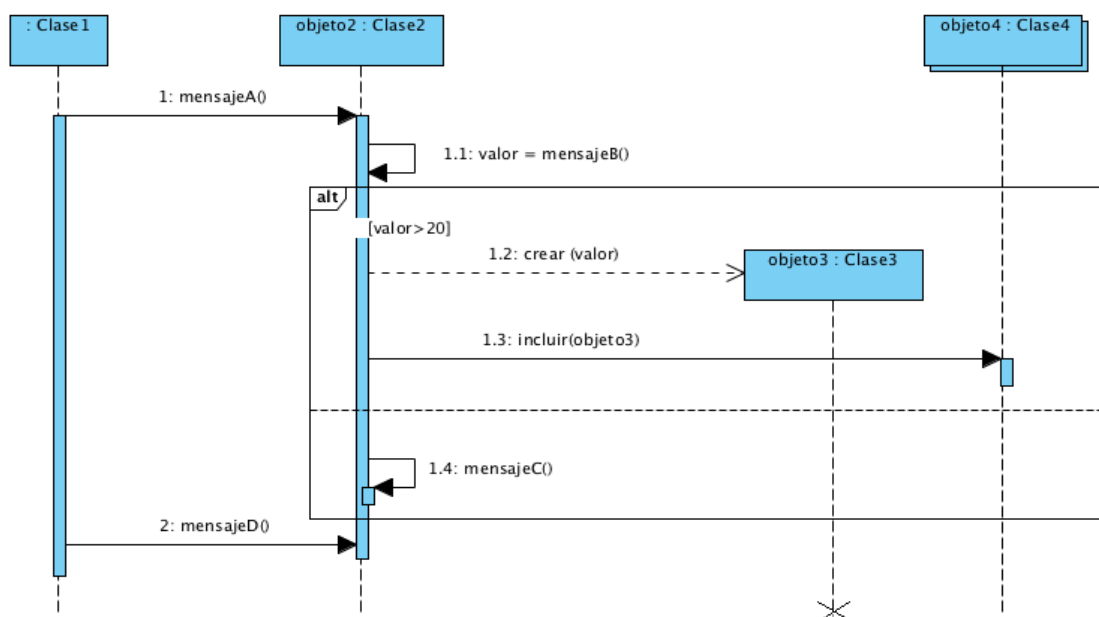 : Clase1
objeto2 : Clase2
objeto4 : Clase4
1: mensajeA()
1.1: valor = mensajeB()
alt
[valor>20]
1.2: crear (valor)
objeto3 : Clase3
1.3: incluir(objeto3)
1.4: mensajeC()
2: mensajeD()